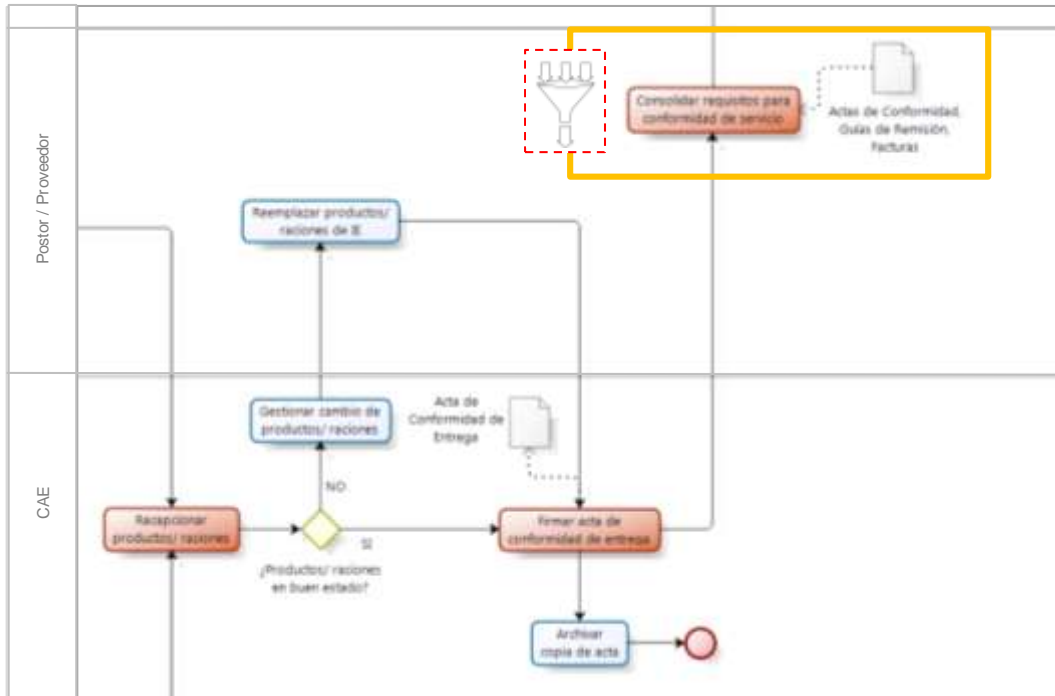 Postor / Proveedor
Consolidar requisitos para
conformidad de servicio
Actas de Conformidad,
Guías de Remisión,
Facturas
Reemplazar productos/
raciones de IE
CAE
Gestionar cambio de
productos/ raciones
Acta de
Conformidad de
Entrega
NO
Recepcionar
productos/ raciones
SI
Firmar acta de
conformidad de entrega
¿Productos/ raciones
en buen estado?
Archivar
copia de acta